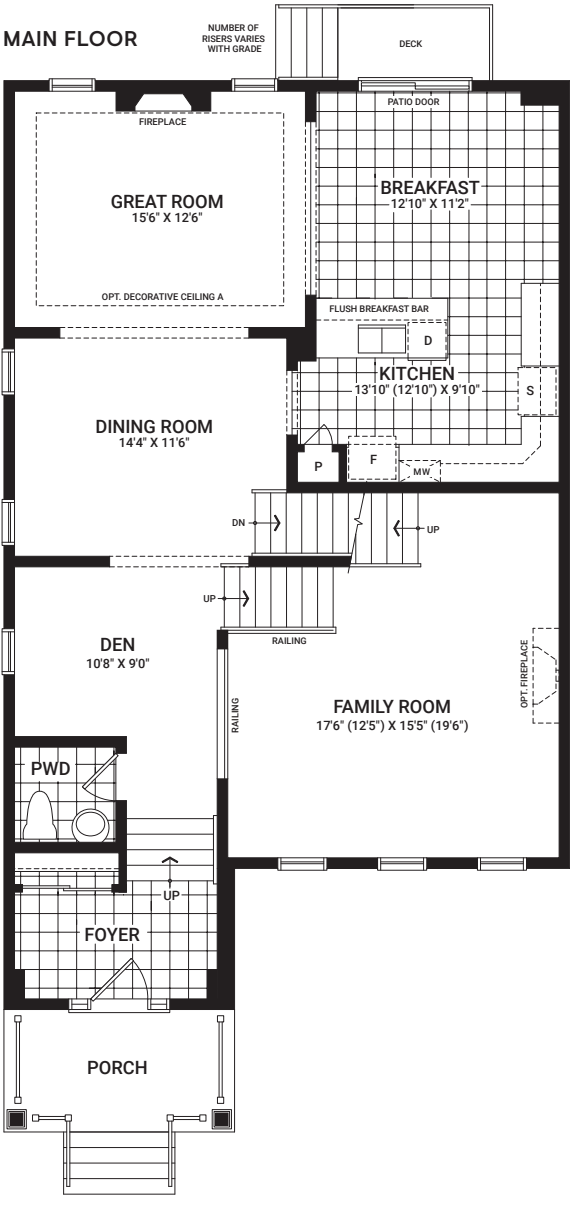 MAIN FLOOR
NUMBER OF
RISERS VARIES
WITH GRADE
DECK
PATIO DOOR
FIREPLACE
GREAT ROOM
15'6" X 12'6"
BREAKFAST
12'10" X 11'2"
OPT. DECORATIVE CEILING A
FLUSH BREAKFAST BAR
D
KITCHEN
13'10" (12'10") X 9'10"
S
DINING ROOM
14'4" X 11'6"
P
F
MW
DN
UP
UP
RAILING
DEN
10'8" X 9'0"
RAILING
OPT. FIREPLACE
FAMILY ROOM
17'6" (12'5") X 15'5" (19'6")
PWD
UP
FOYER
PORCH